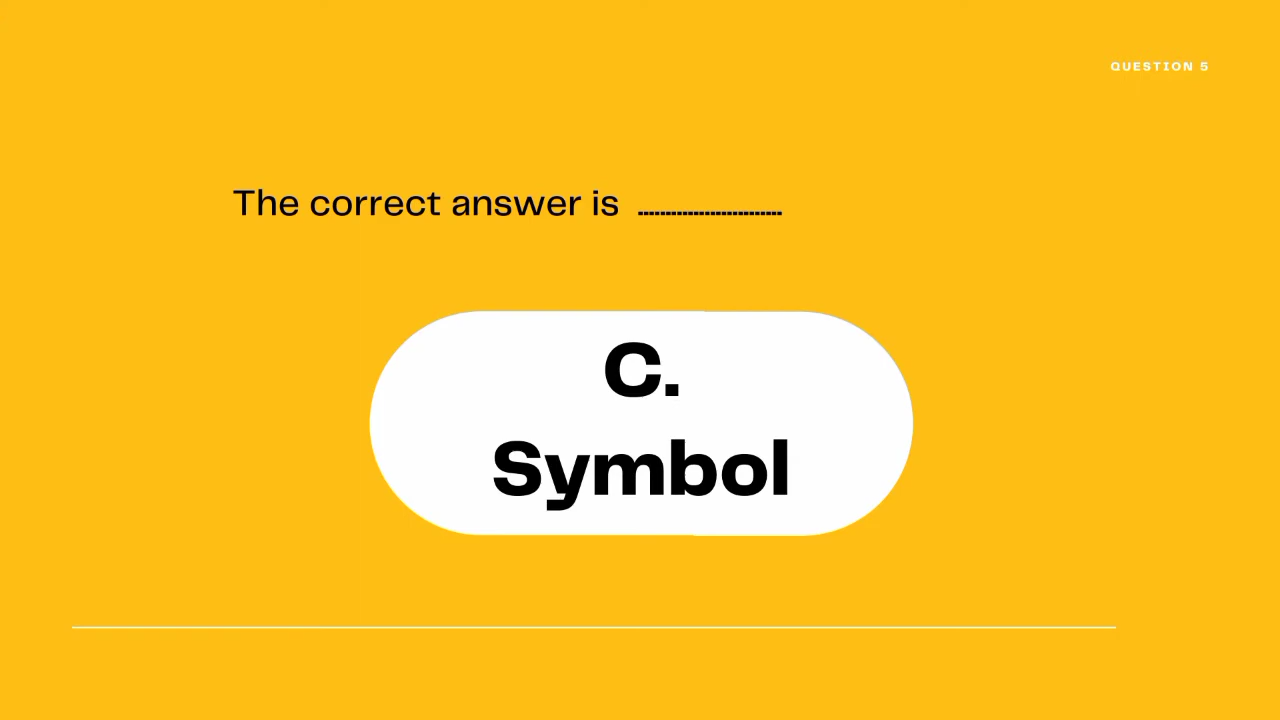 QUESTION 5
The correct answer is ..........................
C.
Symbol